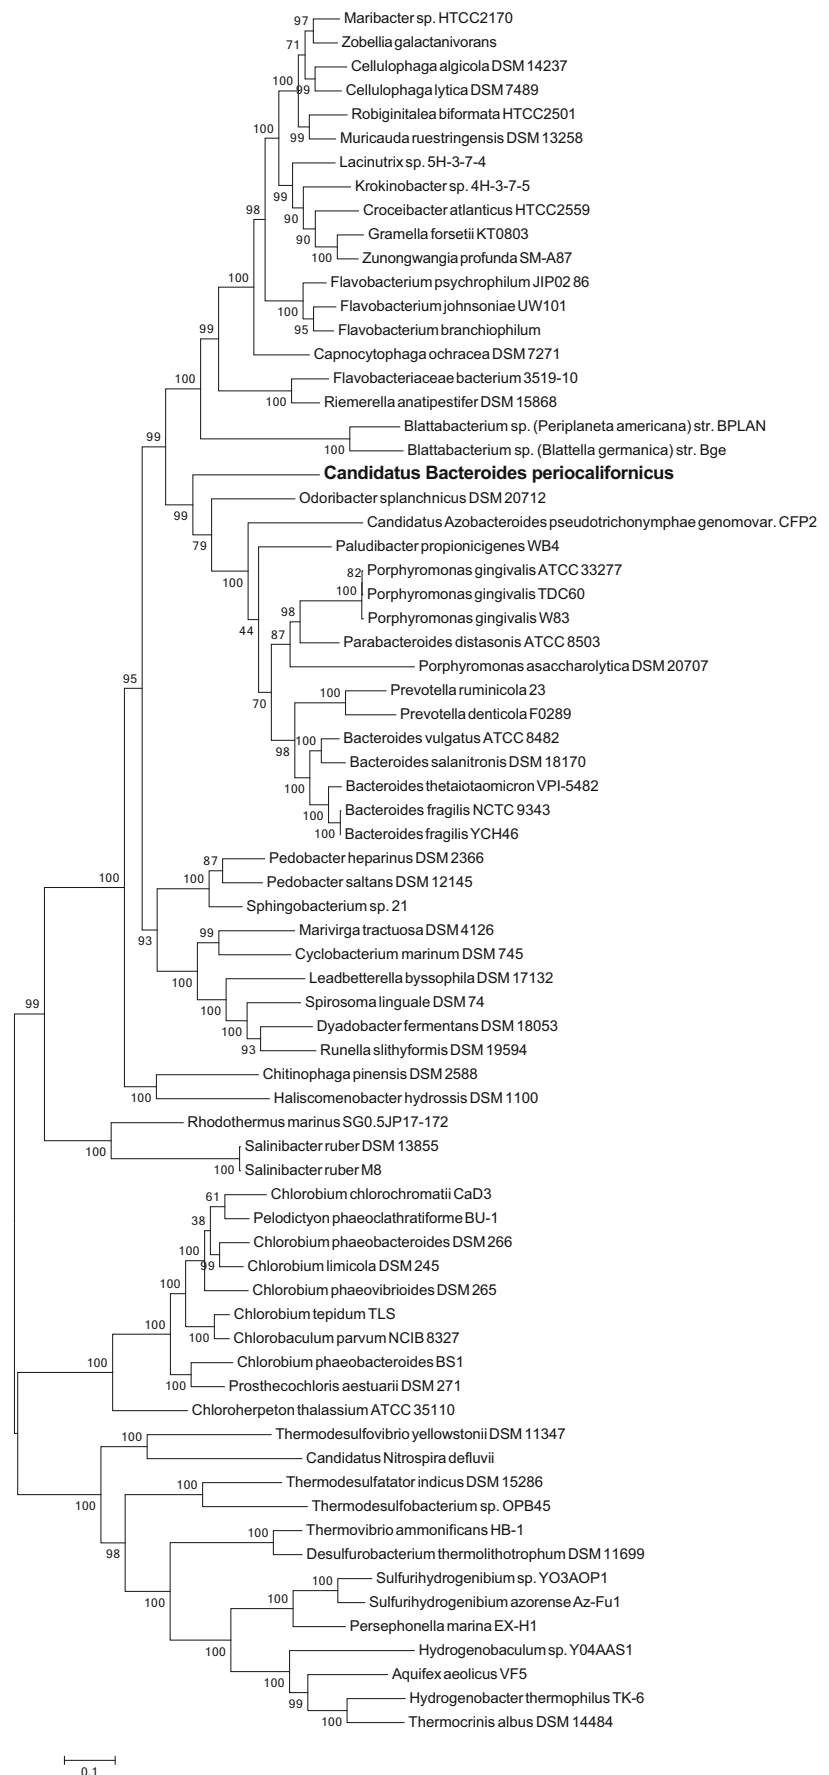 97
Maribacter sp. HTCC2170
71
Zobellia galactanivorans
Cellulophaga algicola DSM 14237
100
99
Cellulophaga lytica DSM 7489
Robiginitalea biformata HTCC2501
100
99
Muricauda ruestringensis DSM 13258
Lacinutrix sp. 5H-3-7-4
99
Krokinobacter sp. 4H-3-7-5
98
90
Croceibacter atlanticus HTCC2559
90
Gramella forsetii KT0803
100
Zunongwangia profunda SM-A87
100
Flavobacterium psychrophilum JIP02 86
100
Flavobacterium johnsoniae UW101
99
95
Flavobacterium branchiophilum
Capnocytophaga ochracea DSM 7271
100
Flavobacteriaceae bacterium 3519-10
100
Riemerella anatipestifer DSM 15868
Blattabacterium sp. (Periplaneta americana) str. BPLAN
99
100
Blattabacterium sp. (Blattella germanica) str. Bge
Candidatus Bacteroides periocalifornicus
99
Odoribacter splanchnicus DSM 20712
79
Candidatus Azobacteroides pseudotrichonymphae genomovar. CFP2
100
Paludibacter propionicigenes WB4
82
Porphyromonas gingivalis ATCC 33277
100
Porphyromonas gingivalis TDC60
98
Porphyromonas gingivalis W83
44
87
Parabacteroides distasonis ATCC 8503
Porphyromonas asaccharolytica DSM 20707
95
70
100
Prevotella ruminicola 23
Prevotella denticola F0289
98
100
Bacteroides vulgatus ATCC 8482
Bacteroides salanitronis DSM 18170
100
Bacteroides thetaiotaomicron VPI-5482
100
Bacteroides fragilis NCTC 9343
100
Bacteroides fragilis YCH46
87
Pedobacter heparinus DSM 2366
100
100
Pedobacter saltans DSM 12145
Sphingobacterium sp. 21
93
99
Marivirga tractuosa DSM 4126
Cyclobacterium marinum DSM 745
100
Leadbetterella byssophila DSM 17132
99
100
Spirosoma linguale DSM 74
100
Dyadobacter fermentans DSM 18053
93
Runella slithyformis DSM 19594
Chitinophaga pinensis DSM 2588
100
Haliscomenobacter hydrossis DSM 1100
Rhodothermus marinus SG0.5JP17-172
100
Salinibacter ruber DSM 13855
100
Salinibacter ruber M8
61
Chlorobium chlorochromatii CaD3
38
Pelodictyon phaeoclathratiforme BU-1
Chlorobium phaeobacteroides DSM 266
100
99
Chlorobium limicola DSM 245
100
Chlorobium phaeovibrioides DSM 265
Chlorobium tepidum TLS
100
100
Chlorobaculum parvum NCIB 8327
100
Chlorobium phaeobacteroides BS1
100
Prosthecochloris aestuarii DSM 271
Chloroherpeton thalassium ATCC 35110
100
Thermodesulfovibrio yellowstonii DSM 11347
Candidatus Nitrospira defluvii
100
100
Thermodesulfatator indicus DSM 15286
Thermodesulfobacterium sp. OPB45
98
100
Thermovibrio ammonificans HB-1
Desulfurobacterium thermolithotrophum DSM 11699
100
100
Sulfurihydrogenibium sp. YO3AOP1
100
Sulfurihydrogenibium azorense Az-Fu1
Persephonella marina EX-H1
100
Hydrogenobaculum sp. Y04AAS1
100
Aquifex aeolicus VF5
99
Hydrogenobacter thermophilus TK-6
100
Thermocrinis albus DSM 14484
0.1